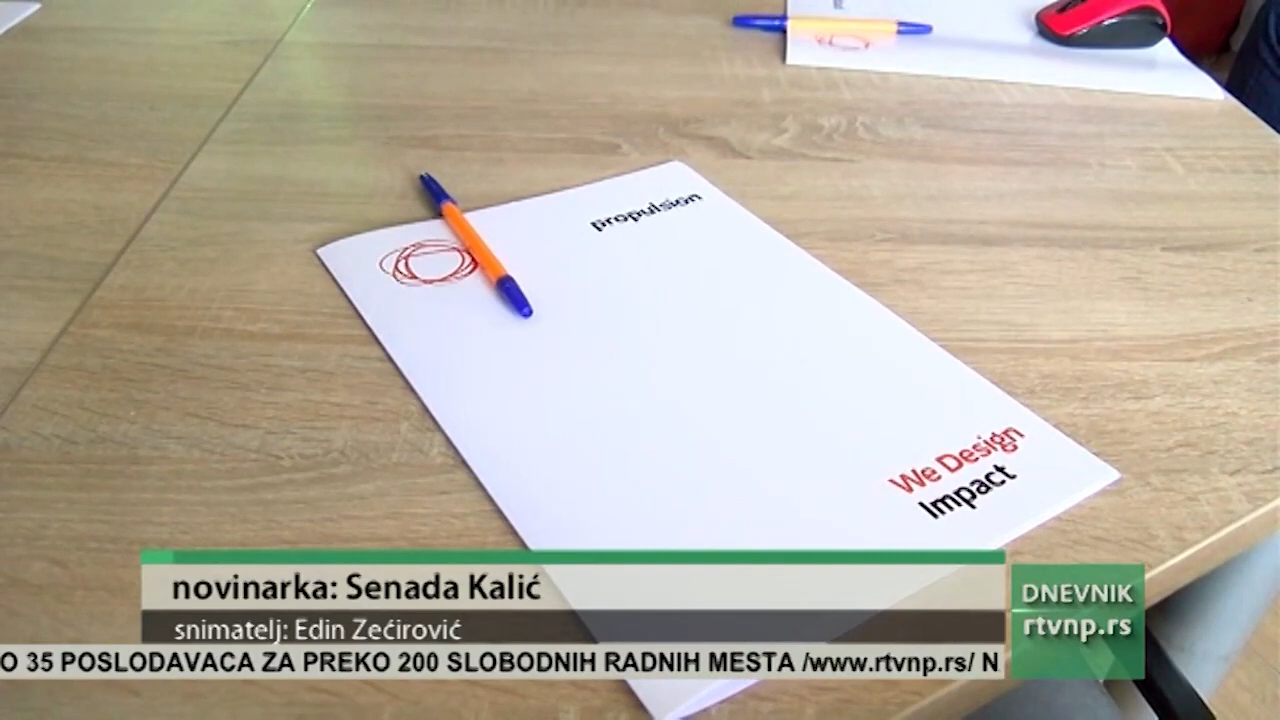 propulsion
We Design
Impact
novinarka: Senada Kalić
snimatelj: Edin Zećirović
DNEVNIK
rtvnp.rs
O 35 POSLODAVACA ZA PREKO 200 SLOBODNIH RADNIH MESTA /www.rtvnp.rs/ N